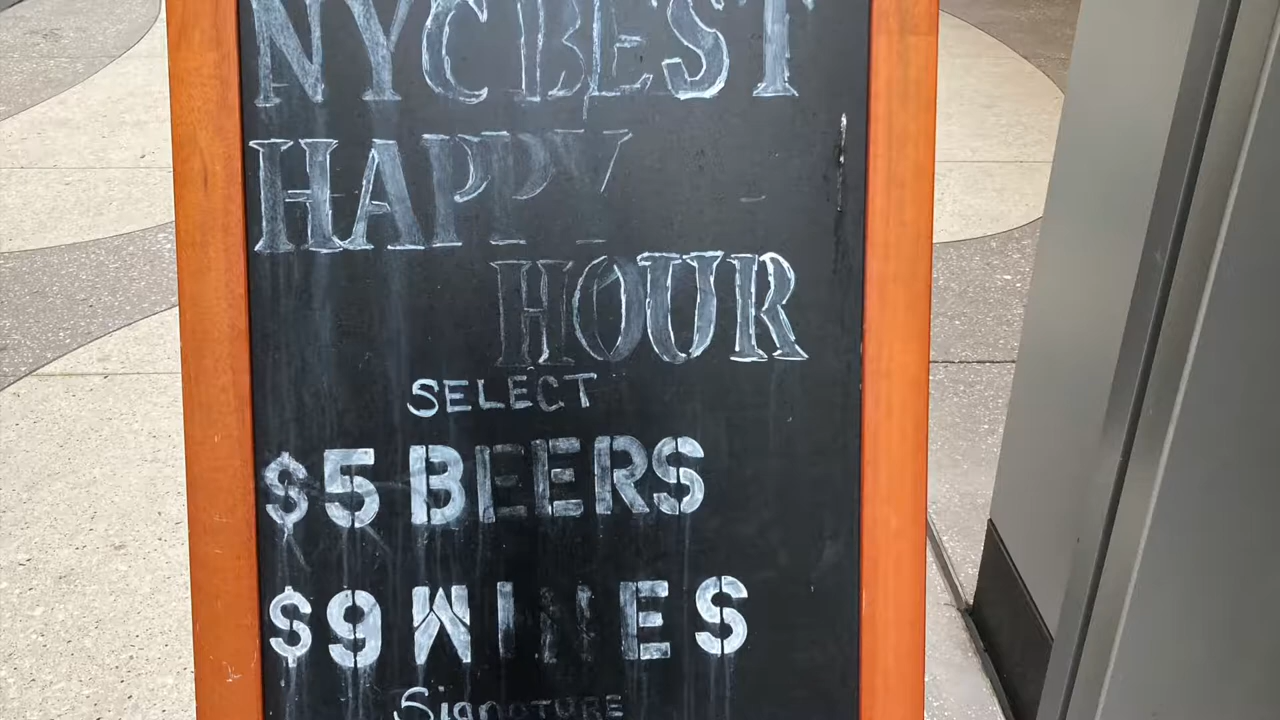 NYC BEST
HAPPY
HOUR
SELECT
$5 BEERS
$9 WINES
SIGNATURE